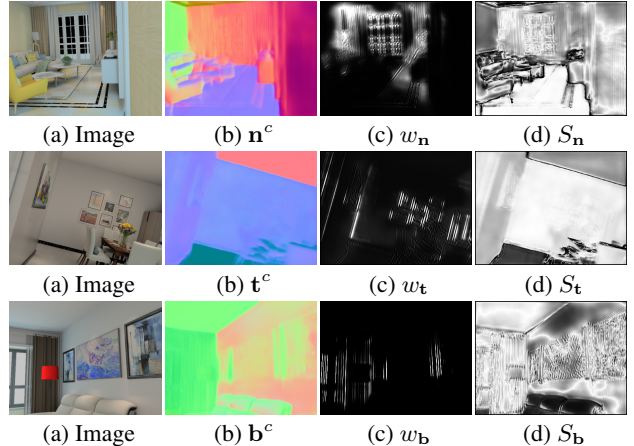 (a) Image (b) n^c (c) w_n (d) S_n
(a) Image (b) t^c (c) w_t (d) S_t
(a) Image (b) b^c (c) w_b (d) S_b